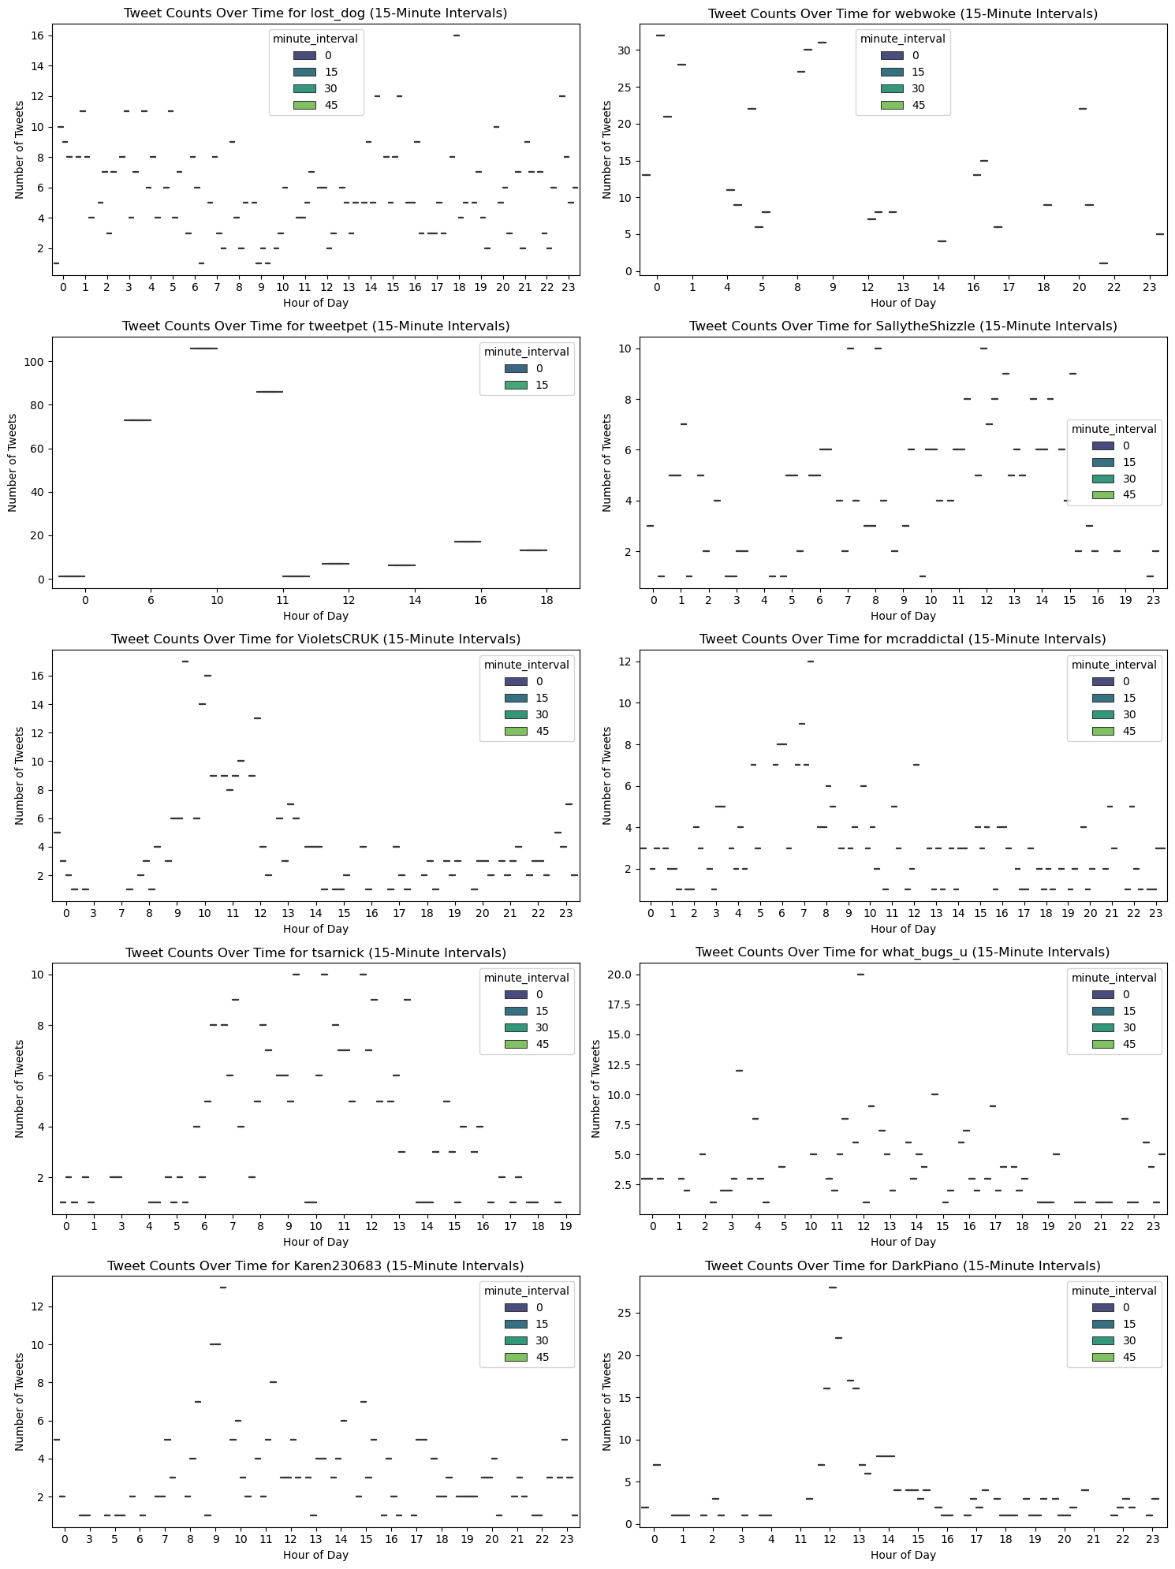 Tweet Counts Over Time for lost_dog (15-Minute Intervals)
minute_interval
0
15
30
45
Number of Tweets
16
14
12
10
8
6
4
2
0 1 2 3 4 5 6 7 8 9 10 11 12 13 14 15 16 17 18 19 20 21 22 23
Hour of Day
Tweet Counts Over Time for webwoke (15-Minute Intervals)
minute_interval
0
15
30
45
Number of Tweets
30
25
20
15
10
5
0
0 1 4 5 8 9 12 13 14 16 17 18 20 21 23
Hour of Day
Tweet Counts Over Time for tweetpet (15-Minute Intervals)
minute_interval
0
15
Number of Tweets
100
80
60
40
20
0
0 6 10 11 12 14 16 18
Hour of Day
Tweet Counts Over Time for SallytheShizzle (15-Minute Intervals)
minute_interval
0
15
30
45
Number of Tweets
10
8
6
4
2
0 1 2 3 4 5 6 7 8 9 10 11 12 13 14 15 16 19 23
Hour of Day
Tweet Counts Over Time for VioletsCRUK (15-Minute Intervals)
minute_interval
0
15
30
45
Number of Tweets
16
14
12
10
8
6
4
2
0 3 7 8 9 10 11 12 13 14 15 16 17 18 19 20 21 22 23
Hour of Day
Tweet Counts Over Time for mcraddictal (15-Minute Intervals)
minute_interval
0
15
30
45
Number of Tweets
12
10
8
6
4
2
0 1 2 3 4 5 6 7 8 9 10 11 12 13 14 15 16 17 18 19 20 21 22 23
Hour of Day
Tweet Counts Over Time for tsarnick (15-Minute Intervals)
minute_interval
0
15
30
45
Number of Tweets
10
8
6
4
2
0 1 3 4 5 6 7 8 9 10 11 12 13 14 15 16 17 18 19
Hour of Day
Tweet Counts Over Time for what_bugs_u (15-Minute Intervals)
minute_interval
0
15
30
45
Number of Tweets
20.0
17.5
15.0
12.5
10.0
7.5
5.0
2.5
0 1 2 3 4 5 8 10 11 12 13 14 15 16 17 18 19 20 21 22 23
Hour of Day
Tweet Counts Over Time for Karen230683 (15-Minute Intervals)
minute_interval
0
15
30
45
Number of Tweets
12
10
8
6
4
2
0 3 5 6 7 8 9 10 11 12 13 14 15 16 17 18 19 20 21 22 23
Hour of Day
Tweet Counts Over Time for DarkPiano (15-Minute Intervals)
minute_interval
0
15
30
45
Number of Tweets
25
20
15
10
5
0
0 1 2 3 4 11 12 13 14 15 16 17 18 19 20 21 22 23
Hour of Day